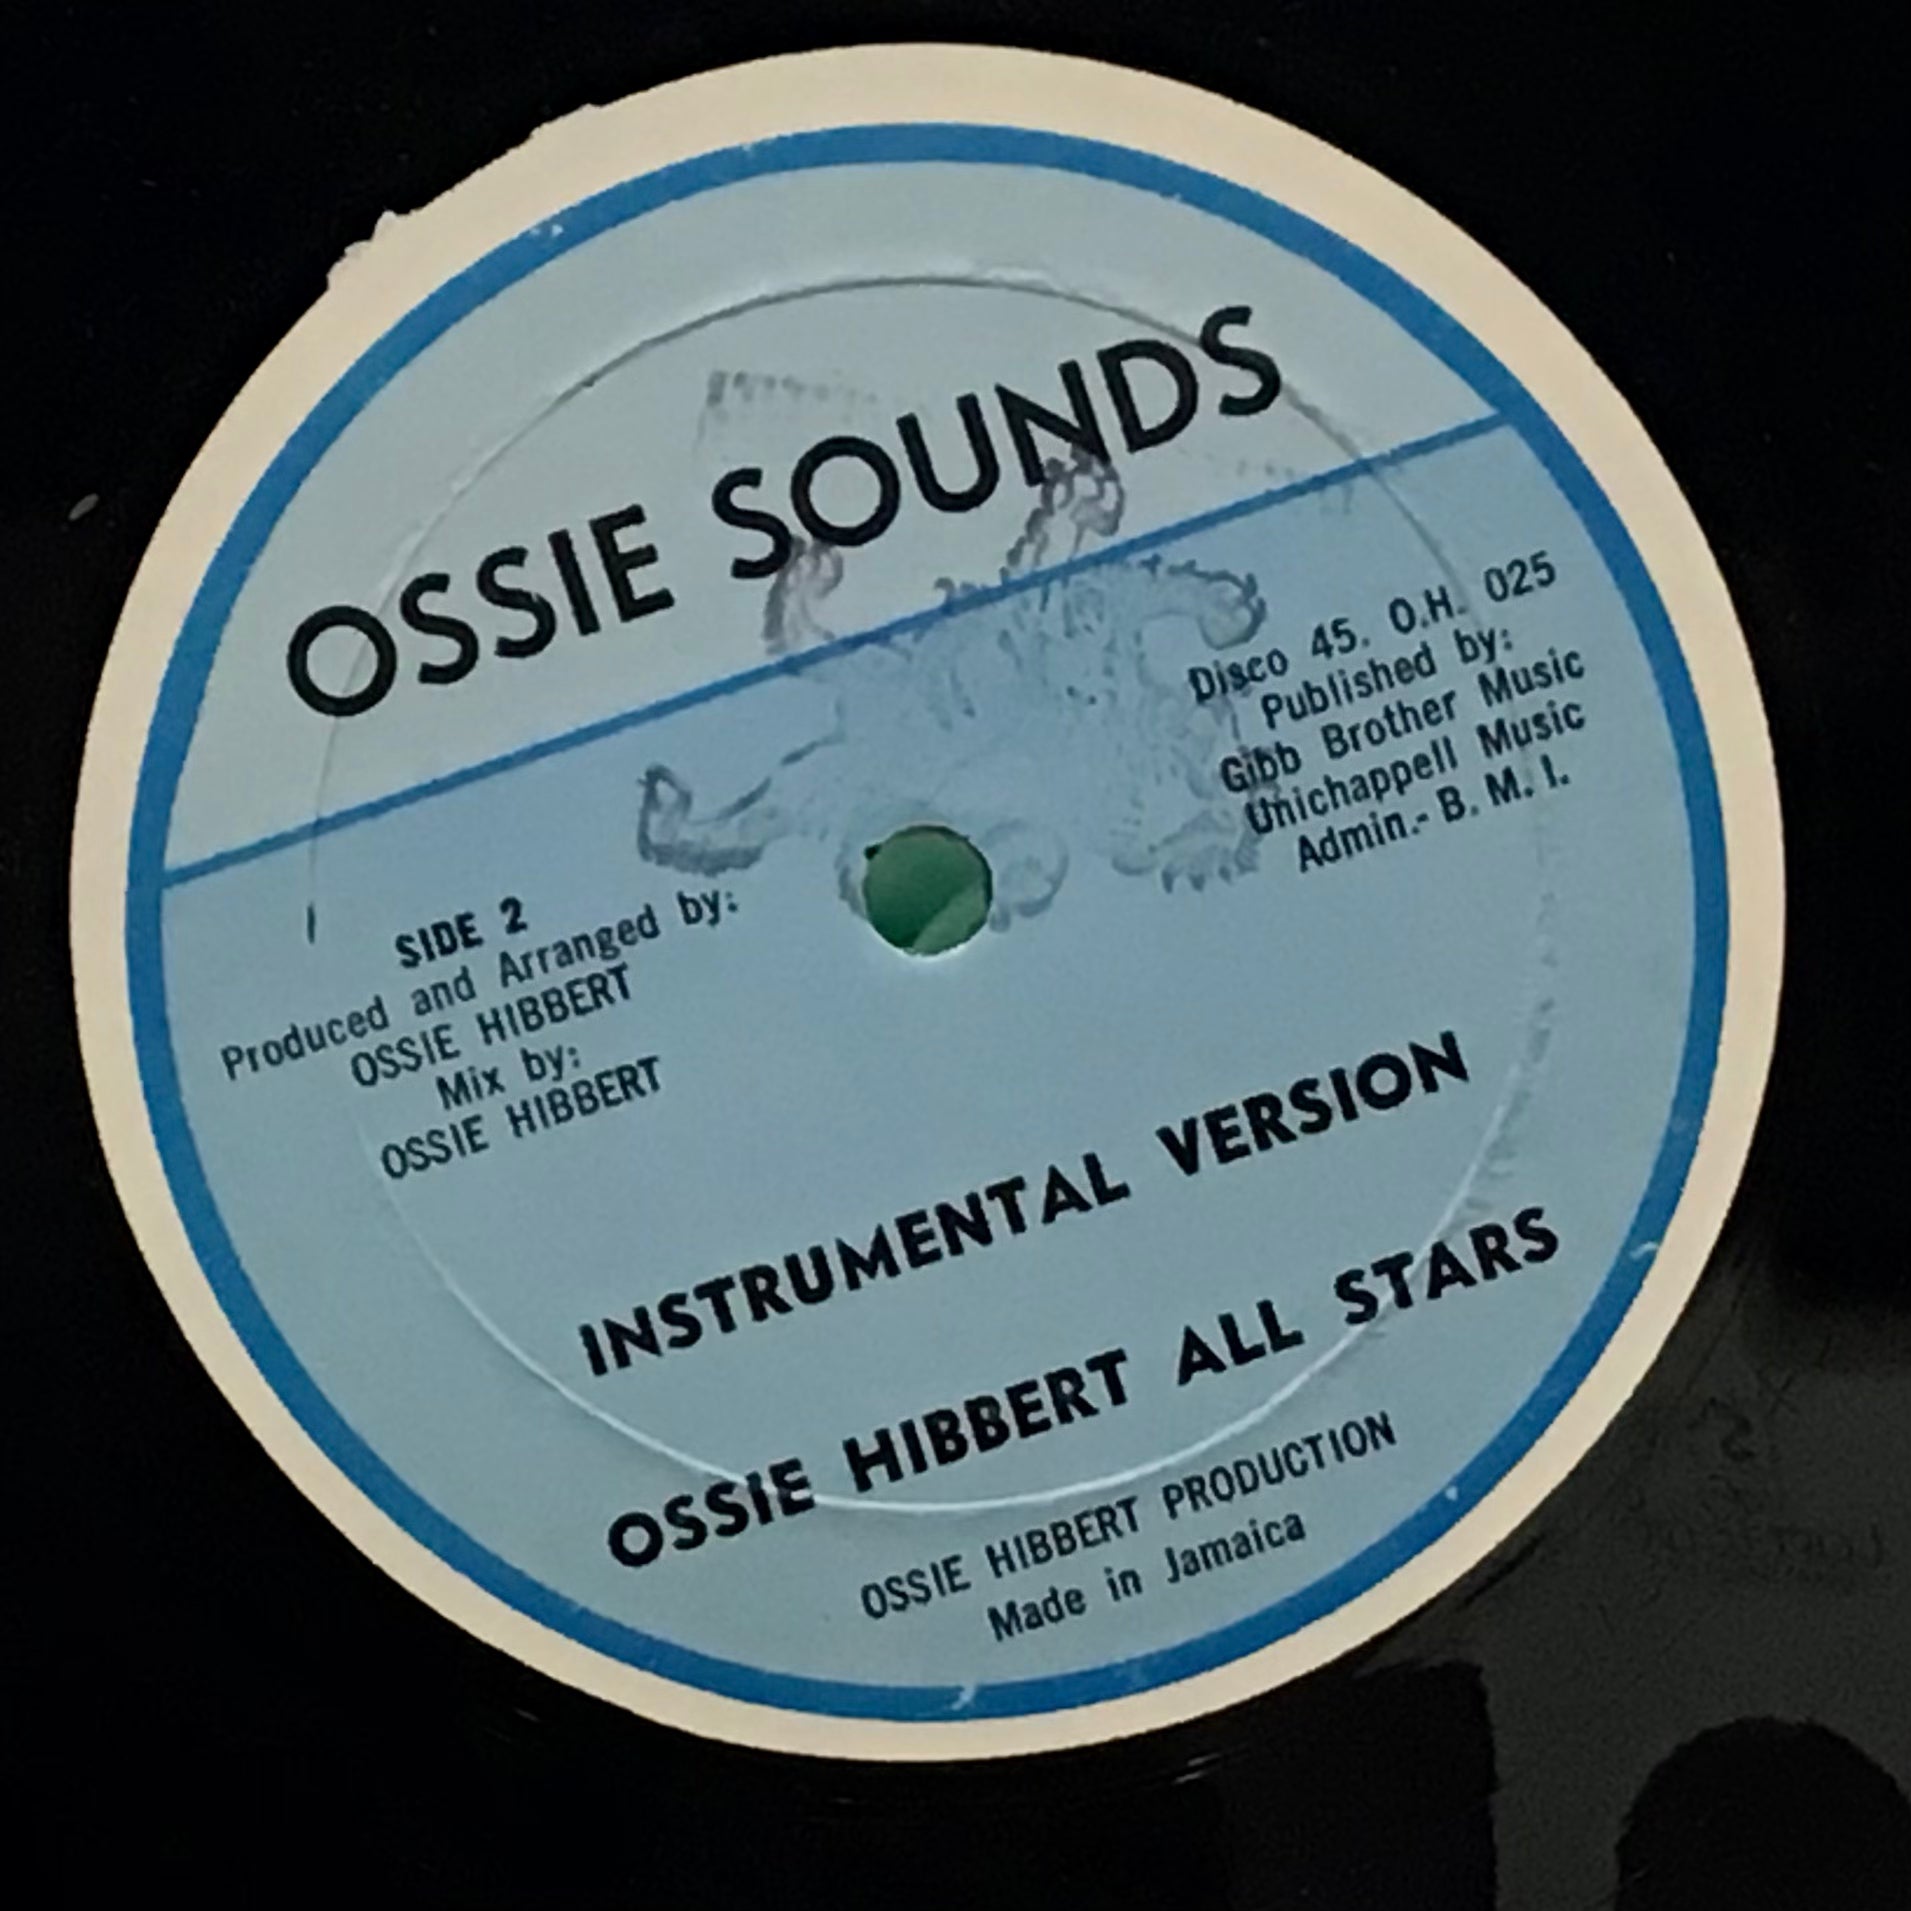 OSSIE SOUNDS
Disco 45. O.H. 025
Published by:
Gibb Brother Music
Unichappell Music
Admin.- B. M. I.
SIDE 2
Produced and Arranged by:
OSSIE HIBBERT
Mix by:
OSSIE HIBBERT
INSTRUMENTAL VERSION
OSSIE HIBBERT ALL STARS
OSSIE HIBBERT PRODUCTION
Made in Jamaica